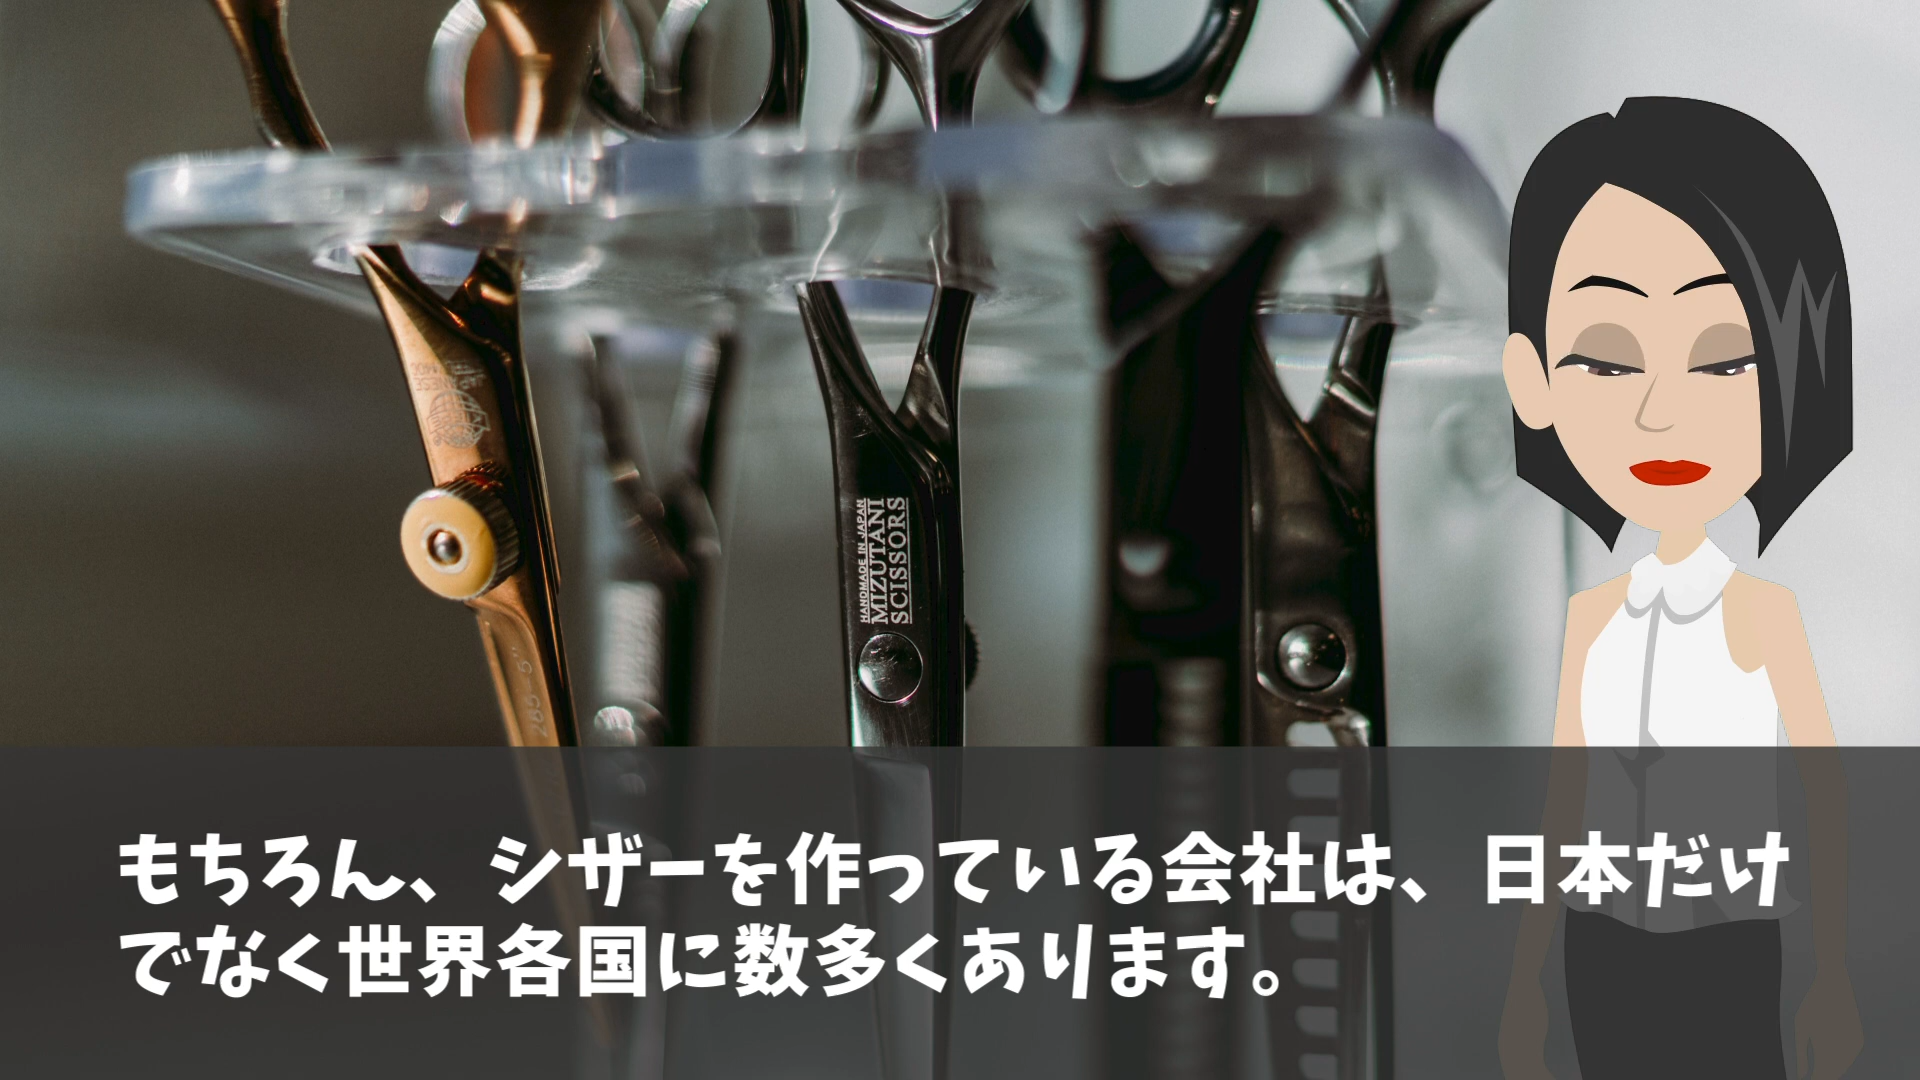 HANDMADE IN JAPAN
MIZUTANI
SCISSORS
もちろん、シザーを作っている会社は、日本だけ
でなく世界各国に数多くあります。